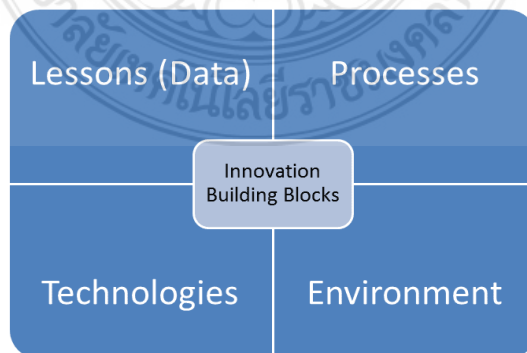 Lessons (Data)
Processes
Innovation
Building Blocks
Technologies
Environment